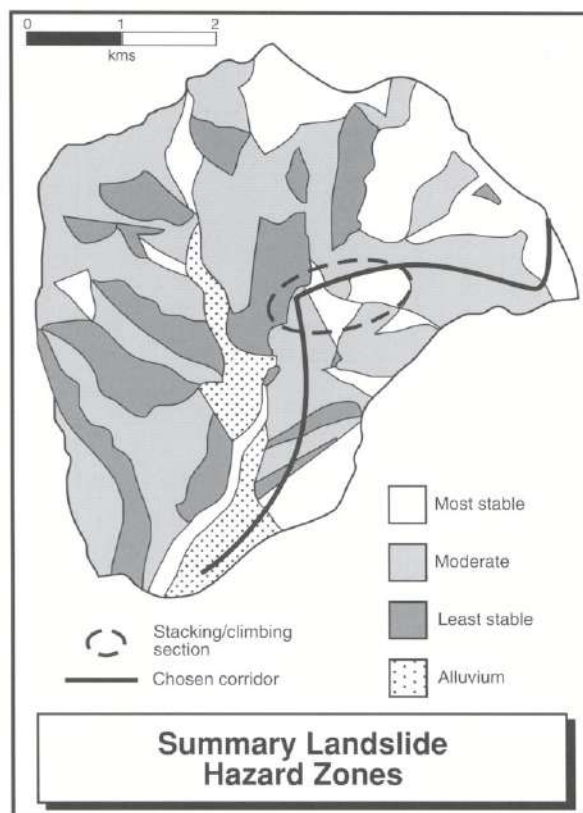 0 1 2
kms
Most stable
Moderate
Least stable
Alluvium
Stacking/climbing
section
Chosen corridor
Summary Landslide
Hazard Zones